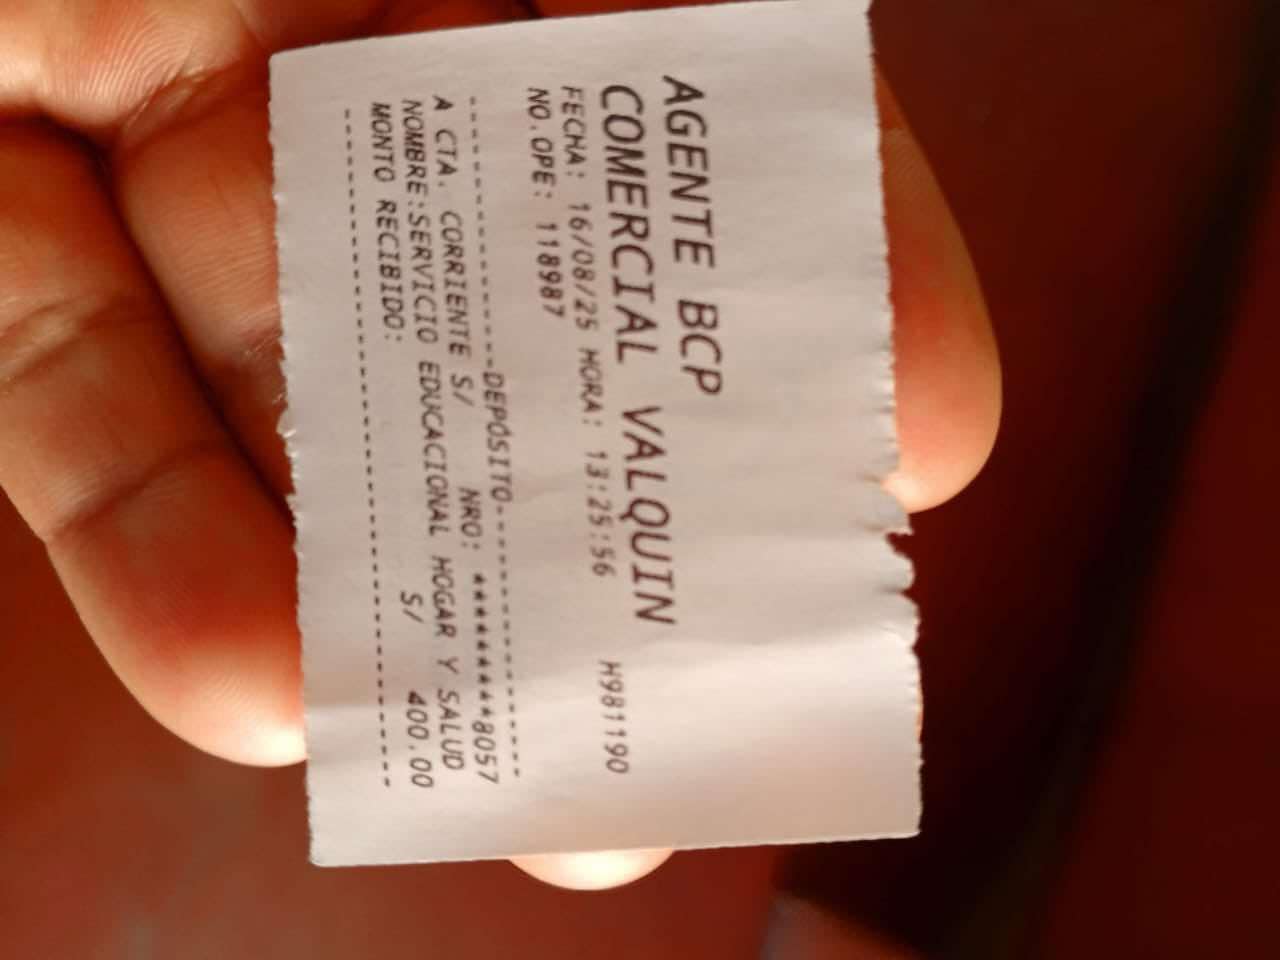 AGENTE BCP
COMERCIAL VALQUIN
FECHA: 16/08/25 HORA: 13:25:56 H981190
NO.OPE: 118987
--------------------DEPÓSITO--------------------
A CTA. CORRIENTE S/ NRO: *********8057
NOMBRE:SERVICIO EDUCACIONAL HOGAR Y SALUD
MONTO RECIBIDO: S/ 400.00
------------------------------------------------